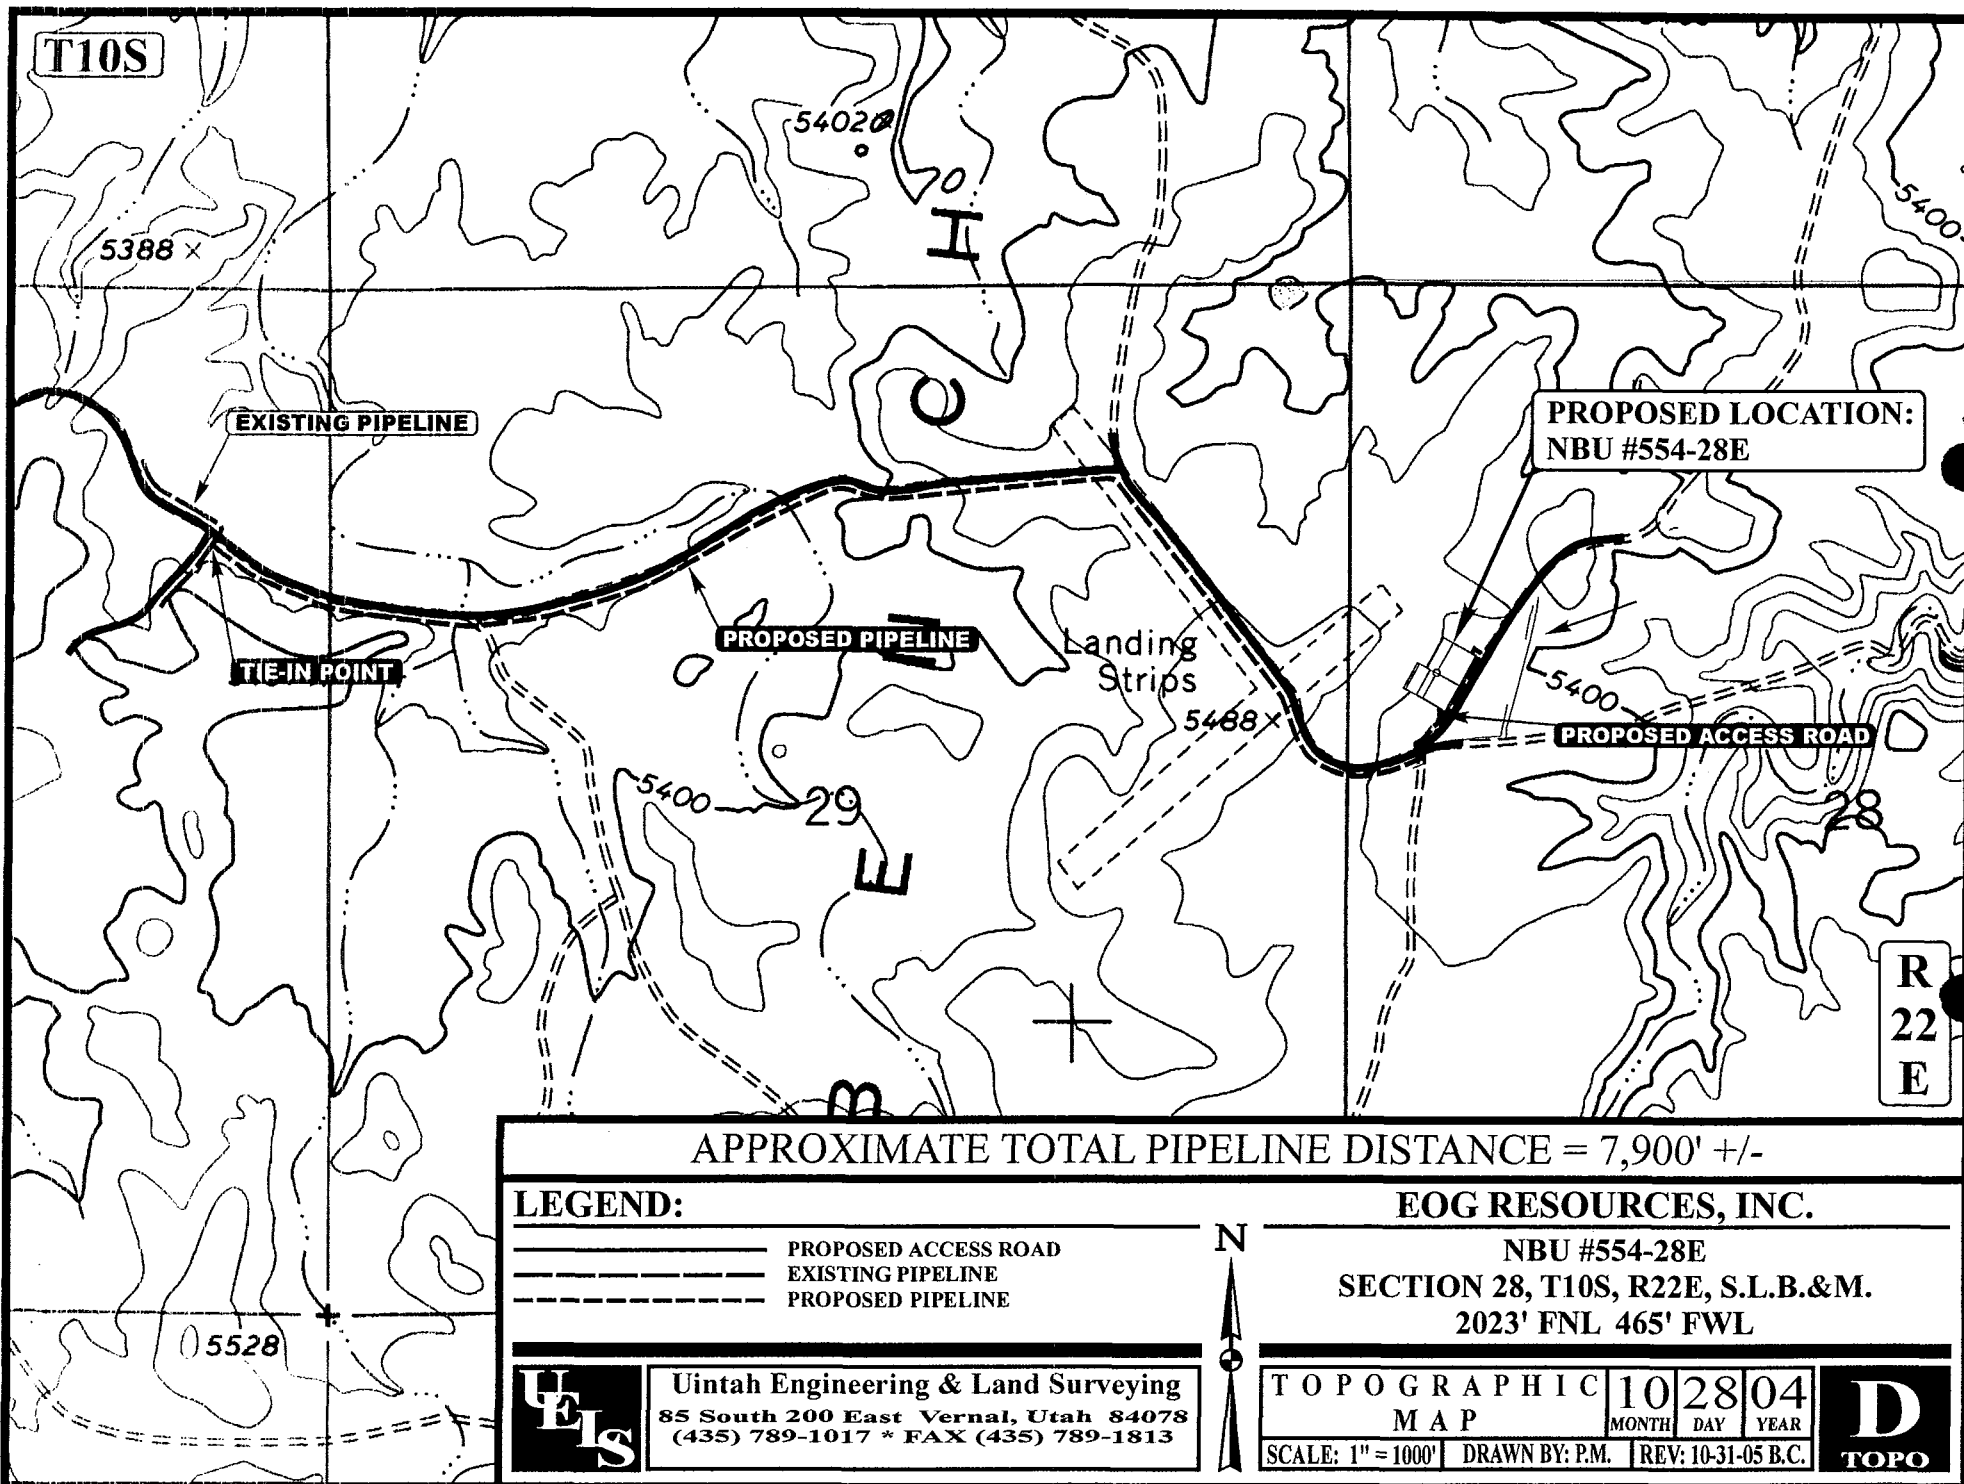 T10S
5402
5388
5400
H
C
EXISTING PIPELINE
PROPOSED LOCATION:
NBU #554-28E
PROPOSED PIPELINE
TIE-IN POINT
Landing
Strips
5488
5400
PROPOSED ACCESS ROAD
5400
29
28
E
R
22
E
B
APPROXIMATE TOTAL PIPELINE DISTANCE = 7,900' +/-
LEGEND:
PROPOSED ACCESS ROAD
EXISTING PIPELINE
PROPOSED PIPELINE
N
EOG RESOURCES, INC.
NBU #554-28E
SECTION 28, T10S, R22E, S.L.B.&M.
2023' FNL 465' FWL
5528
UELS
Uintah Engineering & Land Surveying
85 South 200 East Vernal, Utah 84078
(435) 789-1017 * FAX (435) 789-1813
TOPOGRAPHIC
MAP
10 28 04
MONTH DAY YEAR
SCALE: 1" = 1000' DRAWN BY: P.M. REV: 10-31-05 B.C.
D
TOPO